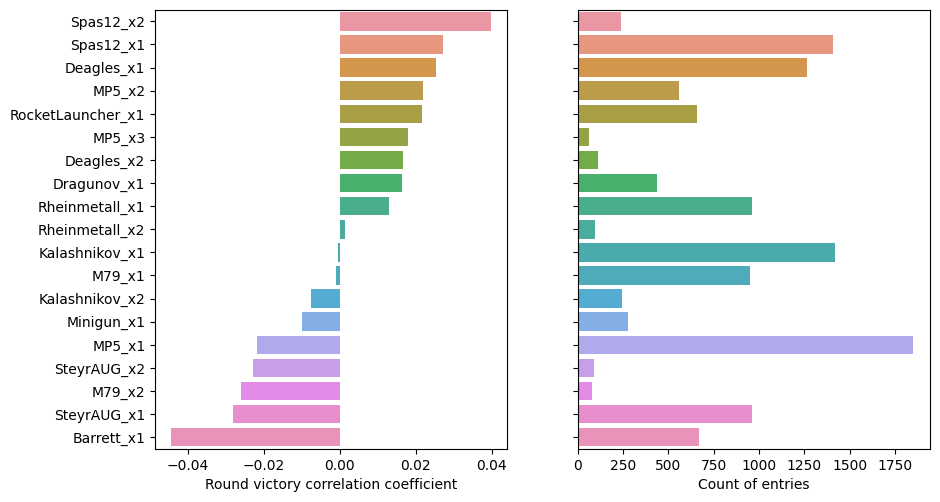 Spas12_x2
Spas12_x1
Deagles_x1
MP5_x2
RocketLauncher_x1
MP5_x3
Deagles_x2
Dragunov_x1
Rheinmetall_x1
Rheinmetall_x2
Kalashnikov_x1
M79_x1
Kalashnikov_x2
Minigun_x1
MP5_x1
SteyrAUG_x2
M79_x2
SteyrAUG_x1
Barrett_x1
−0.04 −0.02 0.00 0.02 0.04
Round victory correlation coefficient
0 250 500 750 1000 1250 1500 1750
Count of entries